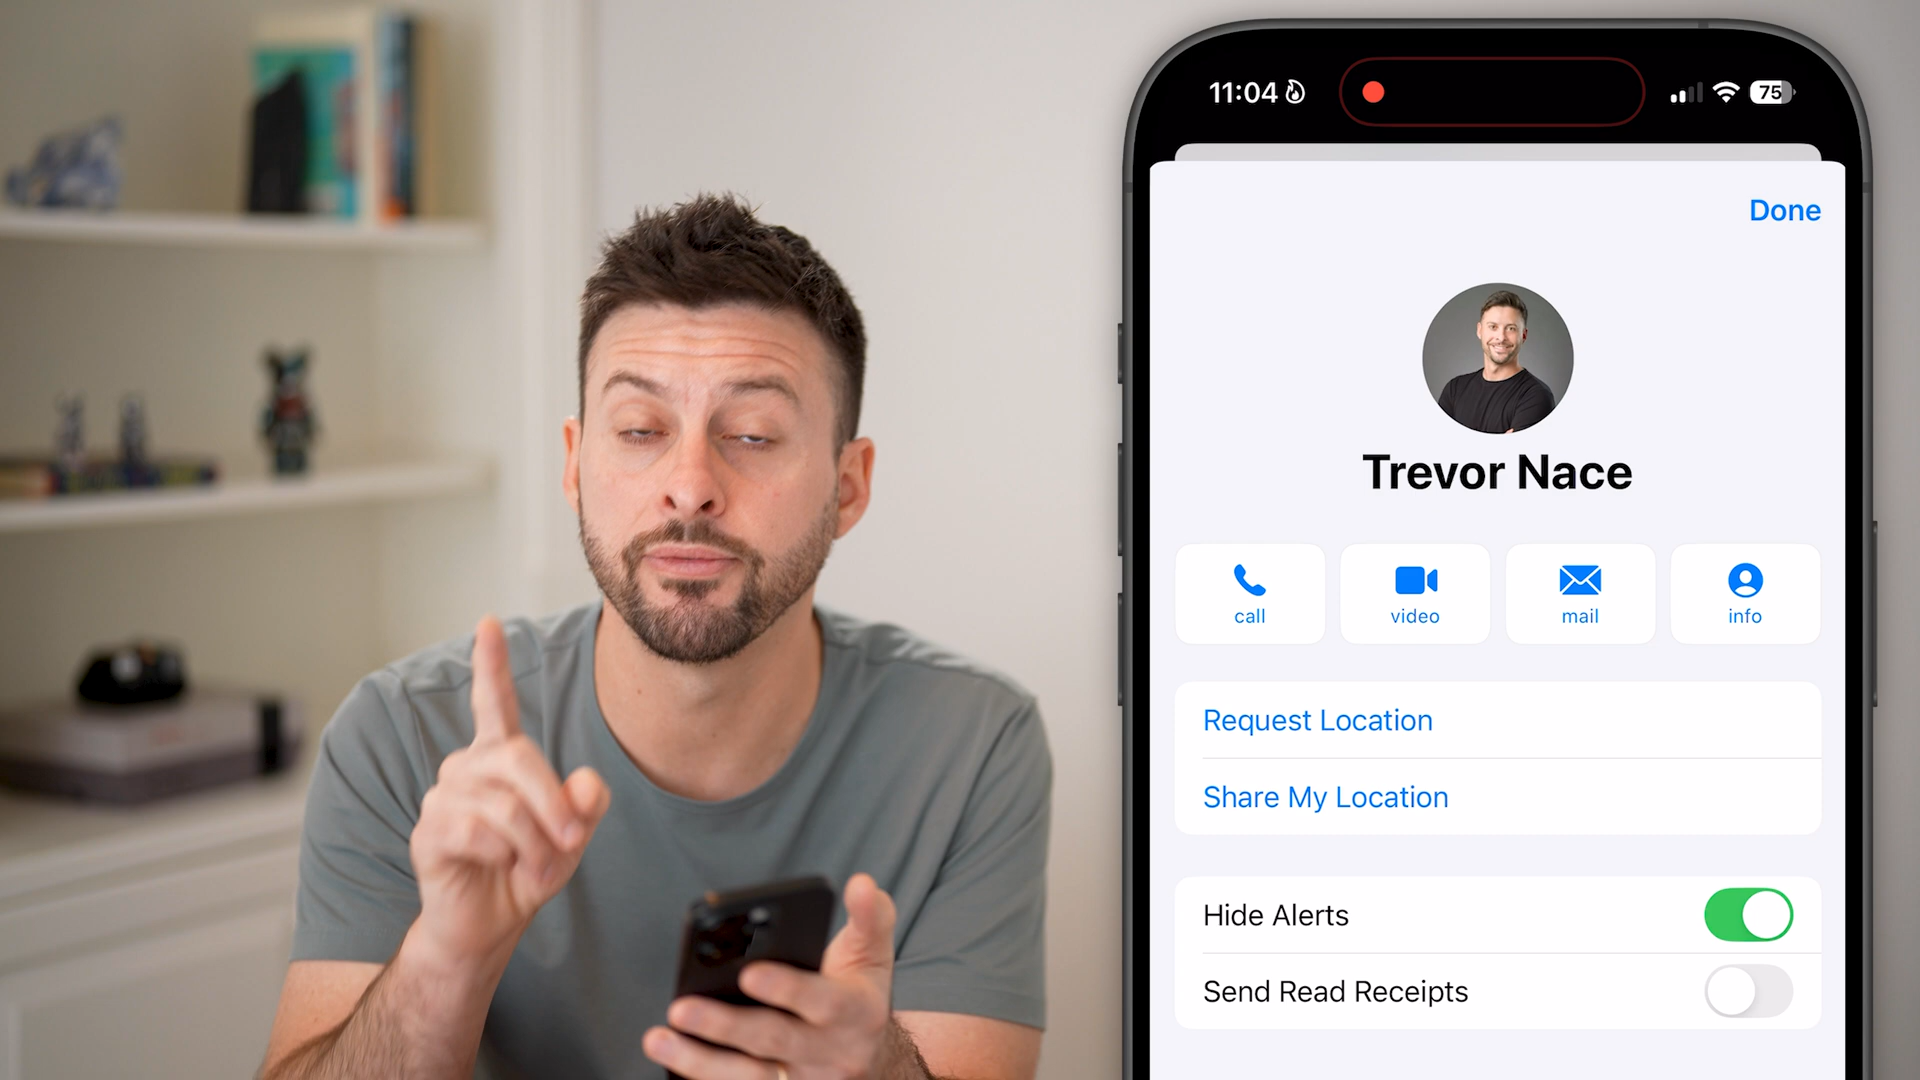 11:04
75
Done
Trevor Nace
call
video
mail
info
Request Location
Share My Location
Hide Alerts
Send Read Receipts